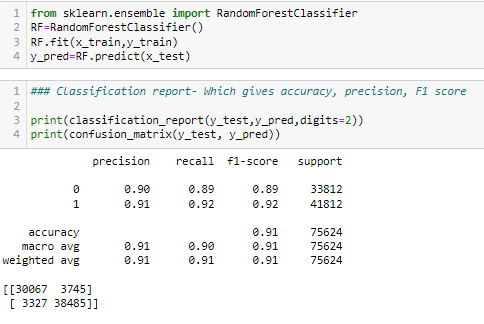 1 from sklearn.ensemble import RandomForestClassifier
2 RF=RandomForestClassifier()
3 RF.fit(x_train,y_train)
4 y_pred=RF.predict(x_test)
1 ### Classification report- Which gives accuracy, precision, F1 score
2
3 print(classification_report(y_test,y_pred,digits=2))
4 print(confusion_matrix(y_test, y_pred))
precision recall f1-score support
0 0.90 0.89 0.89 33812
1 0.91 0.92 0.92 41812
accuracy 0.91 75624
macro avg 0.91 0.90 0.91 75624
weighted avg 0.91 0.91 0.91 75624
[[30067 3745]
[ 3327 38485]]